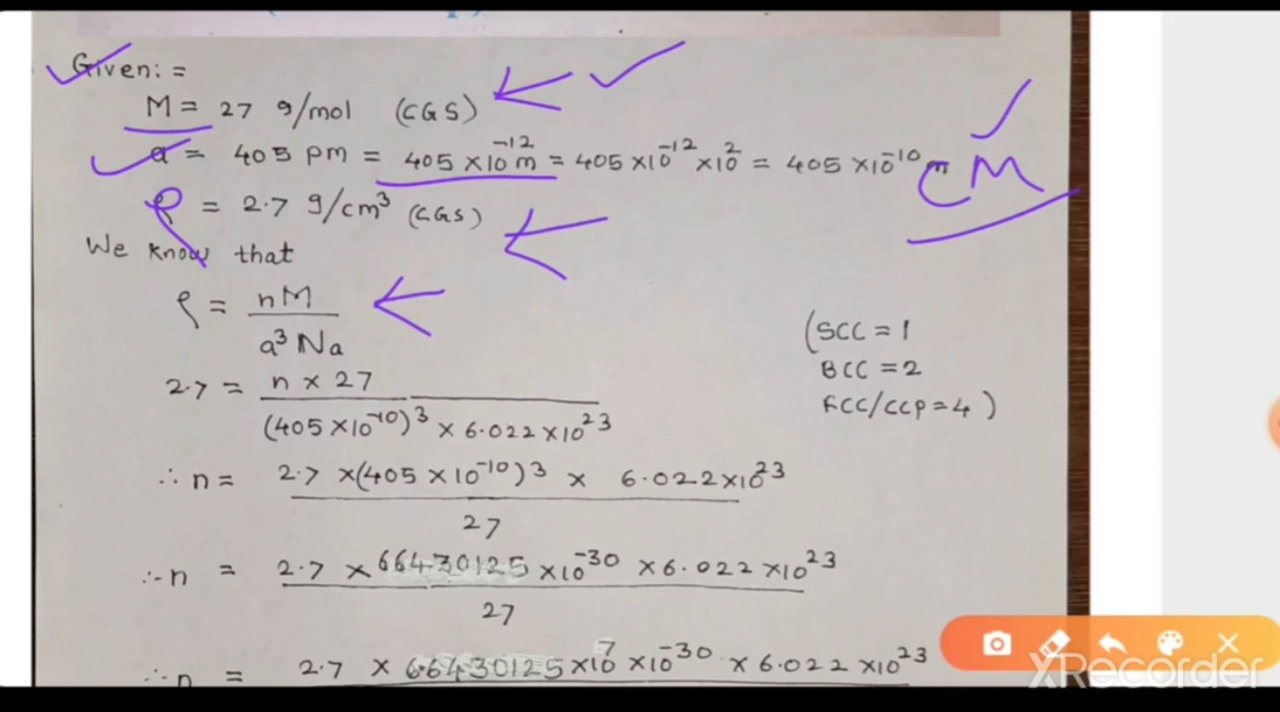 Given: =
M = 27 g/mol (CGS)
a = 405 pm = 405 ×10⁻¹² m = 405 ×10⁻¹² ×10² = 405 ×10⁻¹⁰ CM
ρ = 2.7 g/cm³ (CGS)
We know that
ρ = nM / a³ Na
(SCC = 1
BCC = 2
FCC/CCP = 4)
2.7 = n × 27 / (405 ×10⁻¹⁰)³ × 6.022 ×10²³
∴ n = 2.7 ×(405 ×10⁻¹⁰)³ × 6.022 ×10²³ / 27
∴ n = 2.7 × 66430125 ×10⁻³⁰ × 6.022 ×10²³ / 27
∴ n = 2.7 × 6.6430125 ×10⁷ ×10⁻³⁰ × 6.022 ×10²³
XRecorder